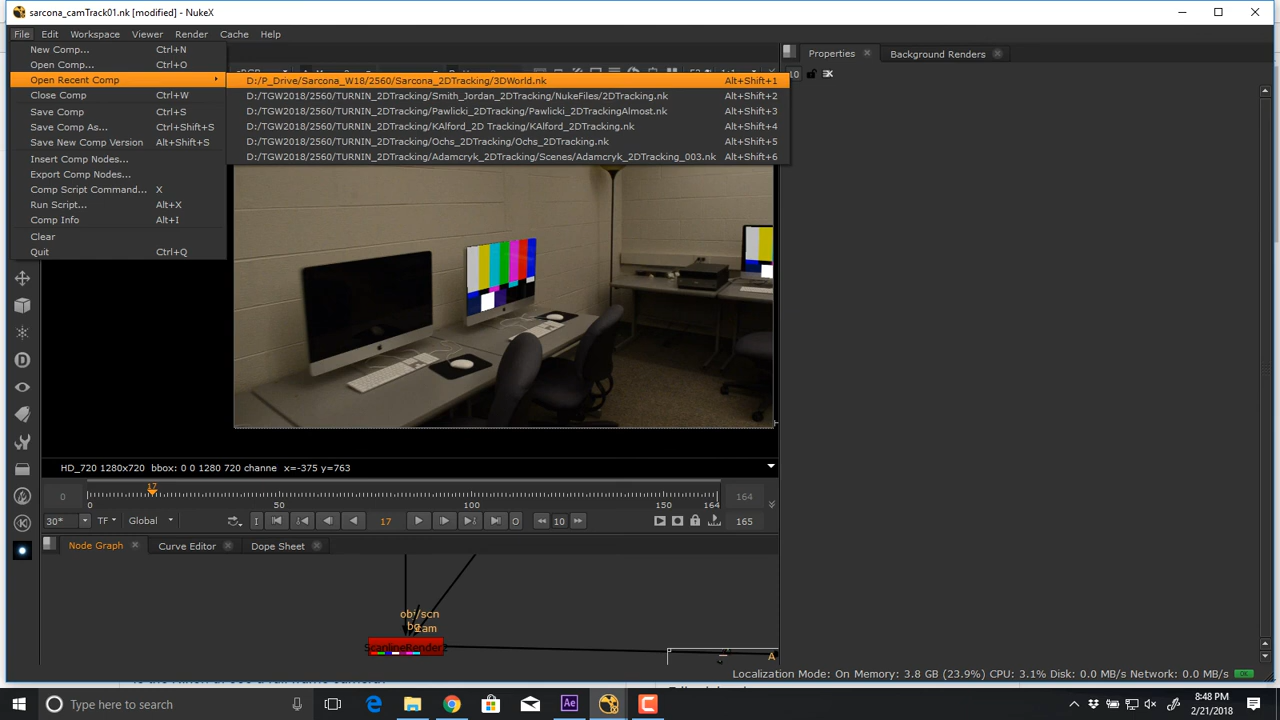 sarcona_camTrack01.nk [modified] - NukeX
File Edit Workspace Viewer Render Cache Help
New Comp... Ctrl+N
Open Comp... Ctrl+O
Open Recent Comp
Close Comp Ctrl+W
Save Comp Ctrl+S
Save Comp As... Ctrl+Shift+S
Save New Comp Version Alt+Shift+S
Insert Comp Nodes...
Export Comp Nodes...
Comp Script Command... X
Run Script... Alt+X
Comp Info Alt+I
Clear
Quit Ctrl+Q
D:/P_Drive/Sarcona_W18/2560/Sarcona_2DTracking/3DWorld.nk Alt+Shift+1
D:/TGW2018/2560/TURNIN_2DTracking/Smith_Jordan_2DTracking/NukeFiles/2DTracking.nk Alt+Shift+2
D:/TGW2018/2560/TURNIN_2DTracking/Pawlicki_2DTracking/Pawlicki_2DTrackingAlmost.nk Alt+Shift+3
D:/TGW2018/2560/TURNIN_2DTracking/KAlford_2D Tracking/KAlford_2DTracking.nk Alt+Shift+4
D:/TGW2018/2560/TURNIN_2DTracking/Ochs_2DTracking/Ochs_2DTracking.nk Alt+Shift+5
D:/TGW2018/2560/TURNIN_2DTracking/Adamcryk_2DTracking/Scenes/Adamcryk_2DTracking_003.nk Alt+Shift+6
Properties
Background Renders
10
HD_720 1280x720 bbox: 0 0 1280 720 channe x=-375 y=763
17
0
164
0 50 100 150 164
30* TF Global
17
10
165
Node Graph
Curve Editor
Dope Sheet
obj/scn
bg
cam
ScanlineRender1
A
Localization Mode: On Memory: 3.8 GB (23.9%) CPU: 3.1% Disk: 0.0 MB/s Network: 0.0 MB/s
Type here to search
Ae
8:48 PM
2/21/2018